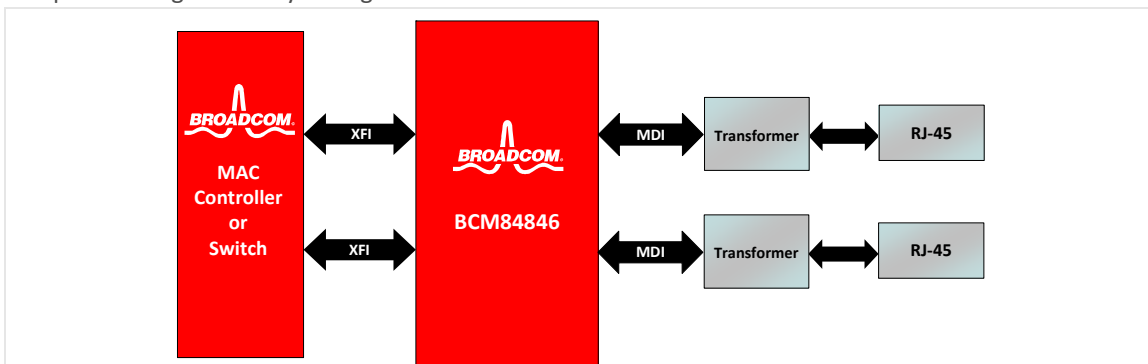 BROADCOM®
MAC
Controller
or
Switch
XFI
XFI
BROADCOM®
BCM84846
MDI
Transformer
RJ-45
MDI
Transformer
RJ-45